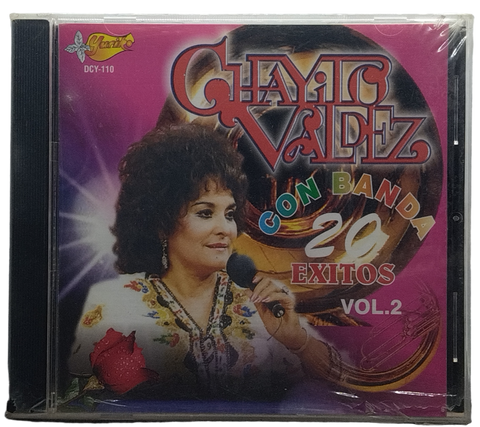 DCY-110
CHAYITO
VALDEZ
CON BANDA
20
EXITOS
VOL.2